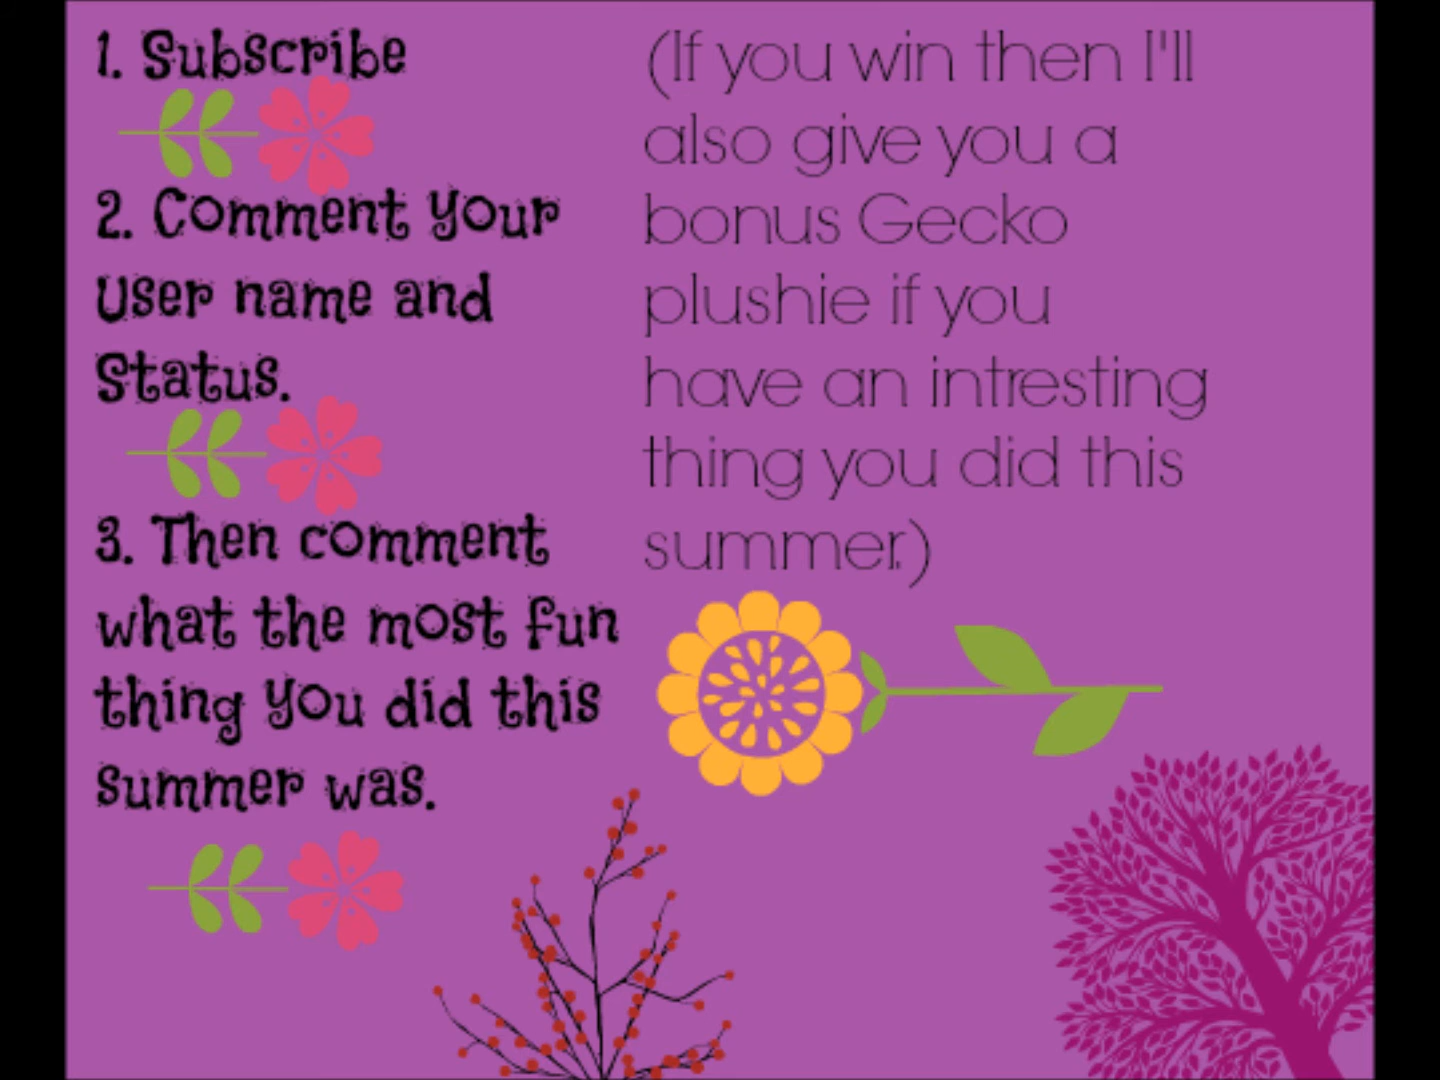 1. Subscribe
2. Comment your
User name and
Status.
3. Then comment
what the most fun
thing you did this
summer was.
(If you win then I'll
also give you a
bonus Gecko
plushie if you
have an intresting
thing you did this
summer.)